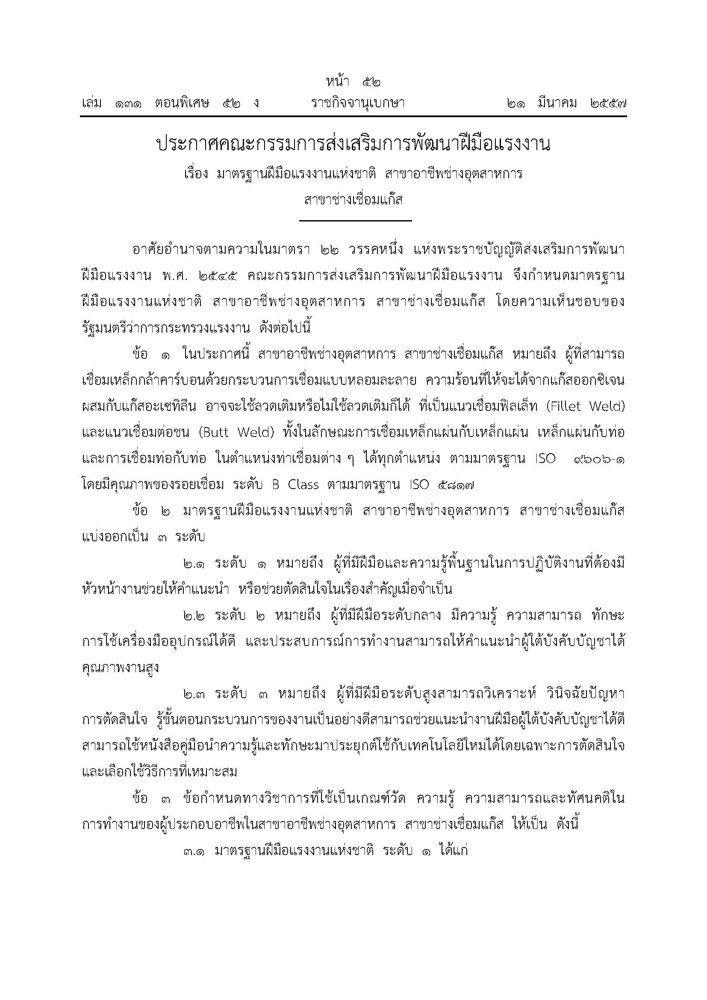 หน้า ๕๒
เล่ม ๑๓๑ ตอนพิเศษ ๕๒ ง ราชกิจจานุเบกษา ๒๑ มีนาคม ๒๕๕๗
ประกาศคณะกรรมการส่งเสริมการพัฒนาฝีมือแรงงาน
เรื่อง มาตรฐานฝีมือแรงงานแห่งชาติ สาขาอาชีพช่างอุตสาหการ
สาขาช่างเชื่อมแก๊ส
อาศัยอำนาจตามความในมาตรา ๒๒ วรรคหนึ่ง แห่งพระราชบัญญัติส่งเสริมการพัฒนา
ฝีมือแรงงาน พ.ศ. ๒๕๔๕ คณะกรรมการส่งเสริมการพัฒนาฝีมือแรงงาน จึงกำหนดมาตรฐาน
ฝีมือแรงงานแห่งชาติ สาขาอาชีพช่างอุตสาหการ สาขาช่างเชื่อมแก๊ส โดยความเห็นชอบของ
รัฐมนตรีว่าการกระทรวงแรงงาน ดังต่อไปนี้
ข้อ ๑ ในประกาศนี้ สาขาอาชีพช่างอุตสาหการ สาขาช่างเชื่อมแก๊ส หมายถึง ผู้ที่สามารถ
เชื่อมเหล็กกล้าคาร์บอนด้วยกระบวนการเชื่อมแบบหลอมละลาย ความร้อนที่ให้จะได้จากแก๊สออกซิเจน
ผสมกับแก๊สอะเซทิลีน อาจจะใช้ลวดเติมหรือไม่ใช้ลวดเติมก็ได้ ที่เป็นแนวเชื่อมฟิลเล็ท (Fillet Weld)
และแนวเชื่อมต่อชน (Butt Weld) ทั้งในลักษณะการเชื่อมเหล็กแผ่นกับเหล็กแผ่น เหล็กแผ่นกับท่อ
และการเชื่อมท่อกับท่อ ในตำแหน่งท่าเชื่อมต่าง ๆ ได้ทุกตำแหน่ง ตามมาตรฐาน ISO ๙๖๐๖-๑
โดยมีคุณภาพของรอยเชื่อม ระดับ B Class ตามมาตรฐาน ISO ๕๘๑๗
ข้อ ๒ มาตรฐานฝีมือแรงงานแห่งชาติ สาขาอาชีพช่างอุตสาหการ สาขาช่างเชื่อมแก๊ส
แบ่งออกเป็น ๓ ระดับ
๒.๑ ระดับ ๑ หมายถึง ผู้ที่มีฝีมือและความรู้พื้นฐานในการปฏิบัติงานที่ต้องมี
หัวหน้างานช่วยให้คำแนะนำ หรือช่วยตัดสินใจในเรื่องสำคัญเมื่อจำเป็น
๒.๒ ระดับ ๒ หมายถึง ผู้ที่มีฝีมือระดับกลาง มีความรู้ ความสามารถ ทักษะ
การใช้เครื่องมืออุปกรณ์ได้ดี และประสบการณ์การทำงานสามารถให้คำแนะนำผู้ใต้บังคับบัญชาได้
คุณภาพงานสูง
๒.๓ ระดับ ๓ หมายถึง ผู้ที่มีฝีมือระดับสูงสามารถวิเคราะห์ วินิจฉัยปัญหา
การตัดสินใจ รู้ขั้นตอนกระบวนการของงานเป็นอย่างดีสามารถช่วยแนะนำงานฝีมือผู้ใต้บังคับบัญชาได้ดี
สามารถใช้หนังสือคู่มือนำความรู้และทักษะมาประยุกต์ใช้กับเทคโนโลยีใหม่ได้โดยเฉพาะการตัดสินใจ
และเลือกใช้วิธีการที่เหมาะสม
ข้อ ๓ ข้อกำหนดทางวิชาการที่ใช้เป็นเกณฑ์วัด ความรู้ ความสามารถและทัศนคติใน
การทำงานของผู้ประกอบอาชีพในสาขาอาชีพช่างอุตสาหการ สาขาช่างเชื่อมแก๊ส ให้เป็น ดังนี้
๓.๑ มาตรฐานฝีมือแรงงานแห่งชาติ ระดับ ๑ ได้แก่